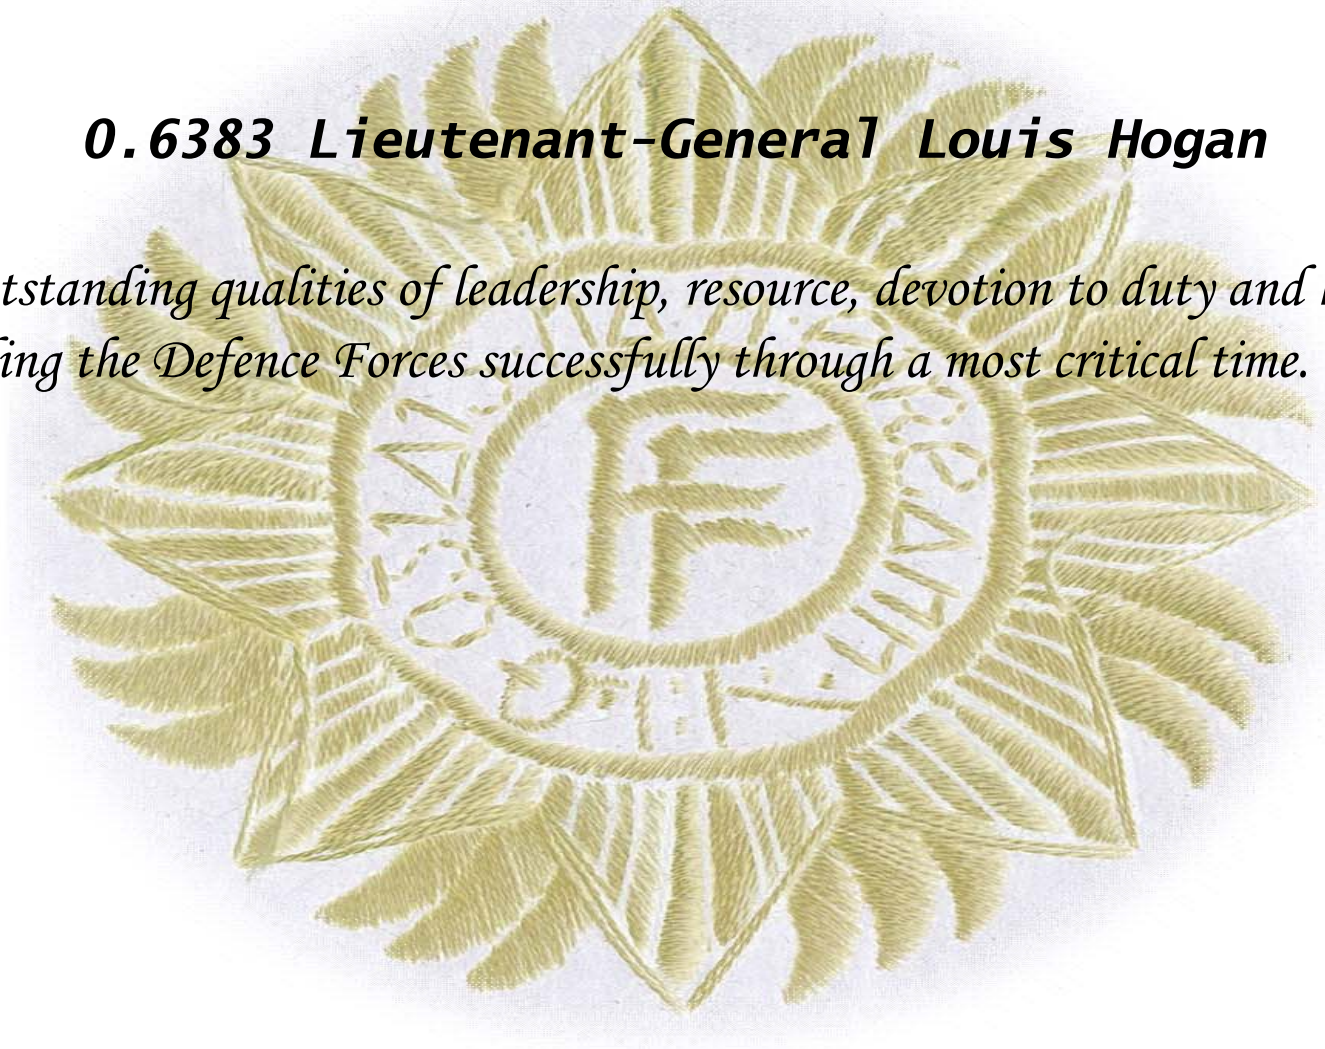 O.6383 Lieutenant-General Louis Hogan
tstanding qualities of leadership, resource, devotion to duty and
ing the Defence Forces successfully through a most critical time.